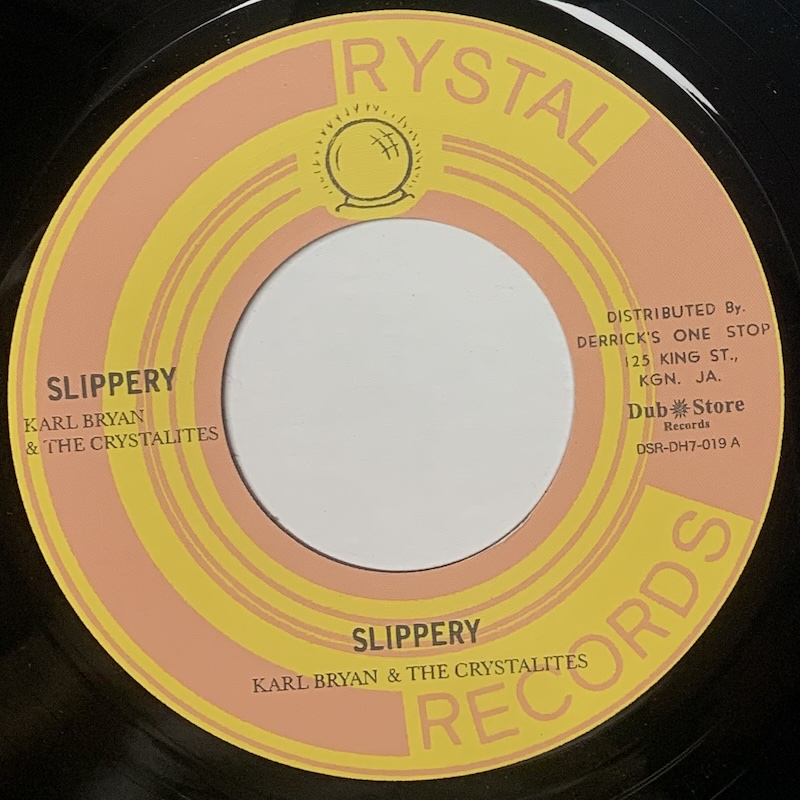 RYSTAL
DISTRIBUTED By.
DERRICK'S ONE STOP
125 KING ST.,
KGN. JA.
Dub Store
Records
DSR-DH7-019 A
SLIPPERY
KARL BRYAN
& THE CRYSTALITES
SLIPPERY
KARL BRYAN & THE CRYSTALITES
RECORDS